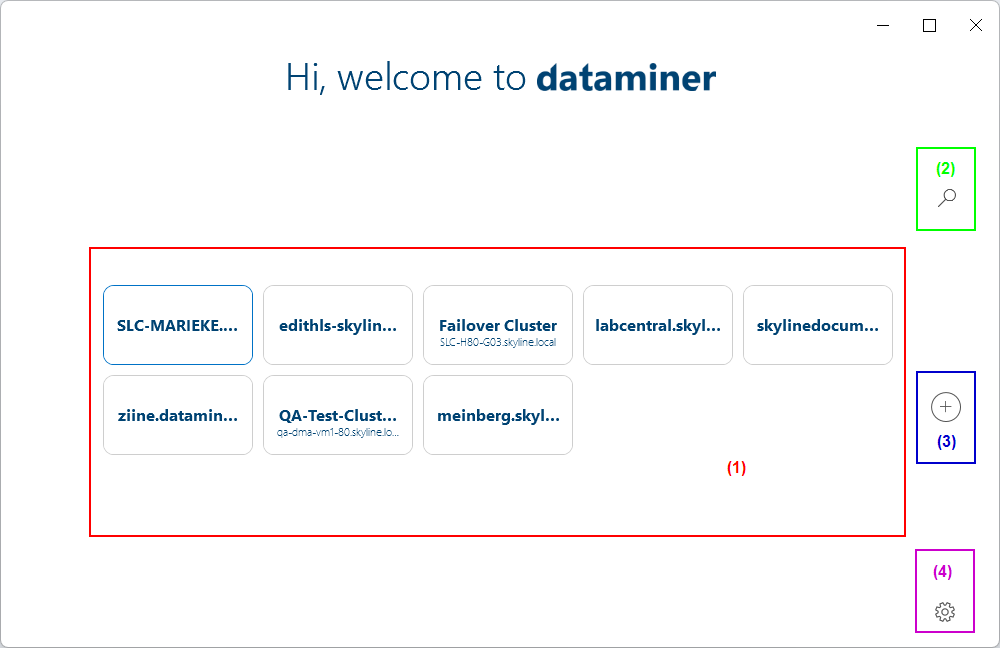 Hi, welcome to dataminer
(2)
SLC-MARIEKE....
edithls-skylin...
Failover Cluster
SLC-H80-G03.skyline.local
labcentral.skyl...
skylinedocum...
ziine.datamin...
QA-Test-Clust...
qa-dma-vm1-80.skyline.lo...
meinberg.skyl...
(3)
(1)
(4)